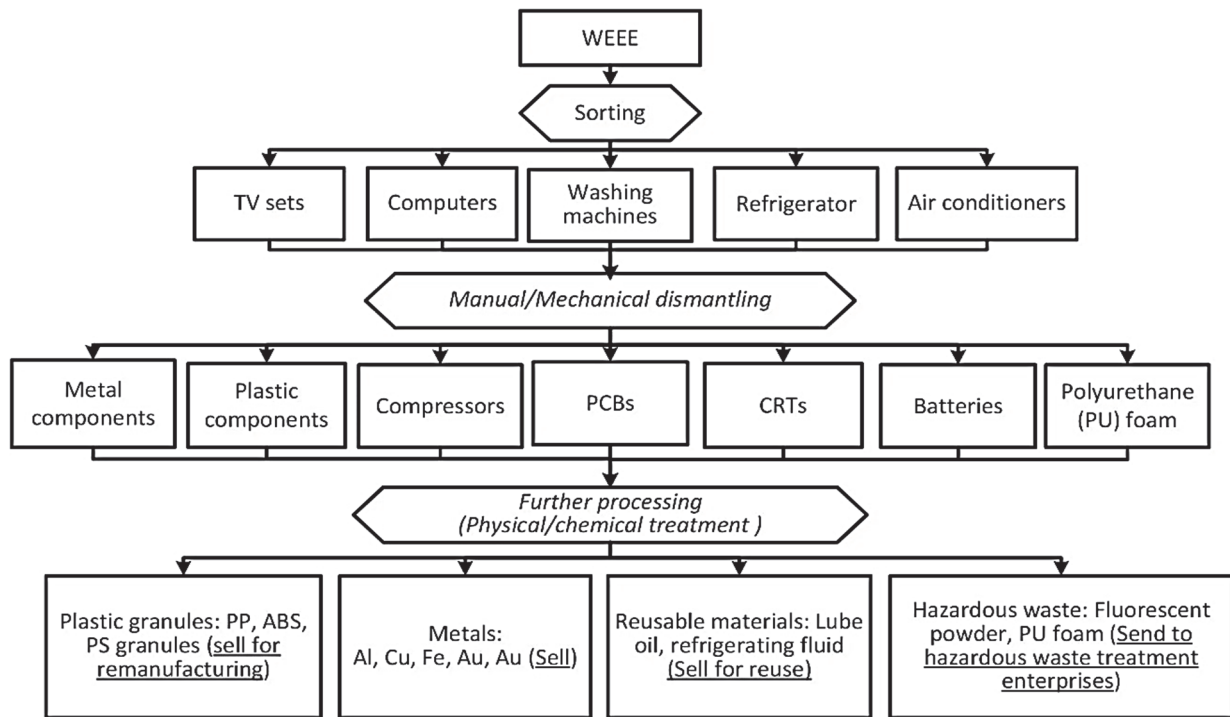 WEEE
Sorting
TV sets
Computers
Washing
machines
Refrigerator
Air conditioners
Manual/Mechanical dismantling
Metal
components
Plastic
components
Compressors
PCBs
CRTs
Batteries
Polyurethane
(PU) foam
Further processing
(Physical/chemical treatment )
Plastic granules: PP, ABS,
PS granules (sell for
remanufacturing)
Metals:
Al, Cu, Fe, Au, Au (Sell)
Reusable materials: Lube
oil, refrigerating fluid
(Sell for reuse)
Hazardous waste: Fluorescent
powder, PU foam (Send to
hazardous waste treatment
enterprises)